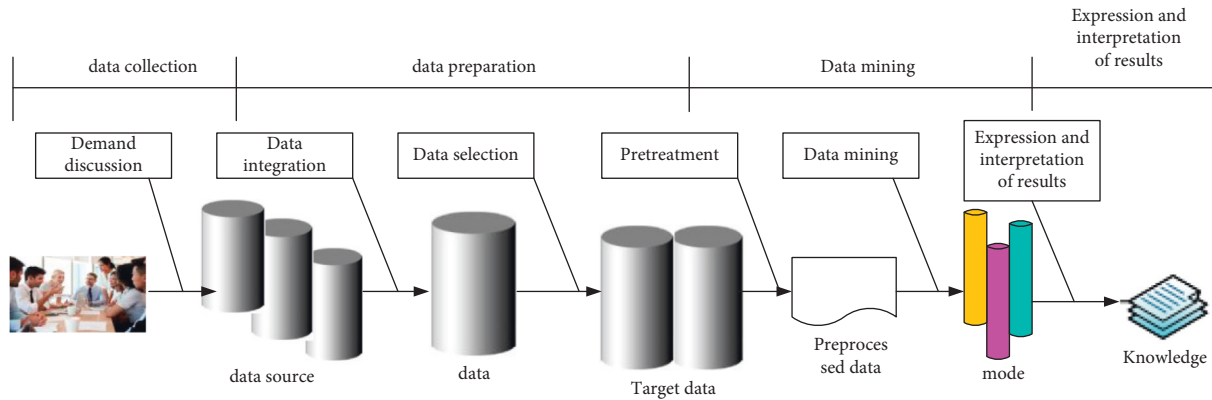 data collection
data preparation
Data mining
Expression and
interpretation
of results
Demand
discussion
Data
integration
Data selection
Pretreatment
Data mining
Expression and
interpretation
of results
data source
data
Target data
Preproces
sed data
mode
Knowledge